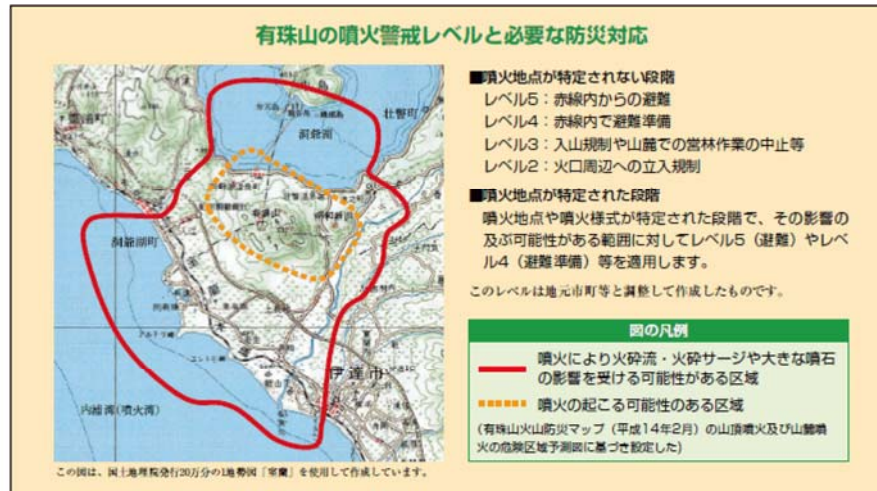 有珠山の噴火警戒レベルと必要な防災対応
■噴火地点が特定されない段階
レベル5：赤線内からの避難
レベル4：赤線内で避難準備
レベル3：入山規制や山麓での営林作業の中止等
レベル2：火口周辺への立入規制
■噴火地点が特定された段階
噴火地点や噴火様式が特定された段階で、その影響の
及ぶ可能性がある範囲に対してレベル5（避難）やレベ
ル4（避難準備）等を適用します。
このレベルは地元市町等と調整して作成したものです。
図の凡例
噴火により火砕流・火砕サージや大きな噴石
の影響を受ける可能性がある区域
噴火の起こる可能性のある区域
(有珠山火山防災マップ（平成14年2月）の山頂噴火及び山麓噴
火の危険区域予測図に基づき設定した)
中島
壮瞥町
洞爺湖
豊浦町
有珠山
昭和新山
洞爺湖町
伊達市
内浦湾(噴火湾)
この図は、国土地理院発行20万分の1地勢図「室蘭」を使用して作成しています。